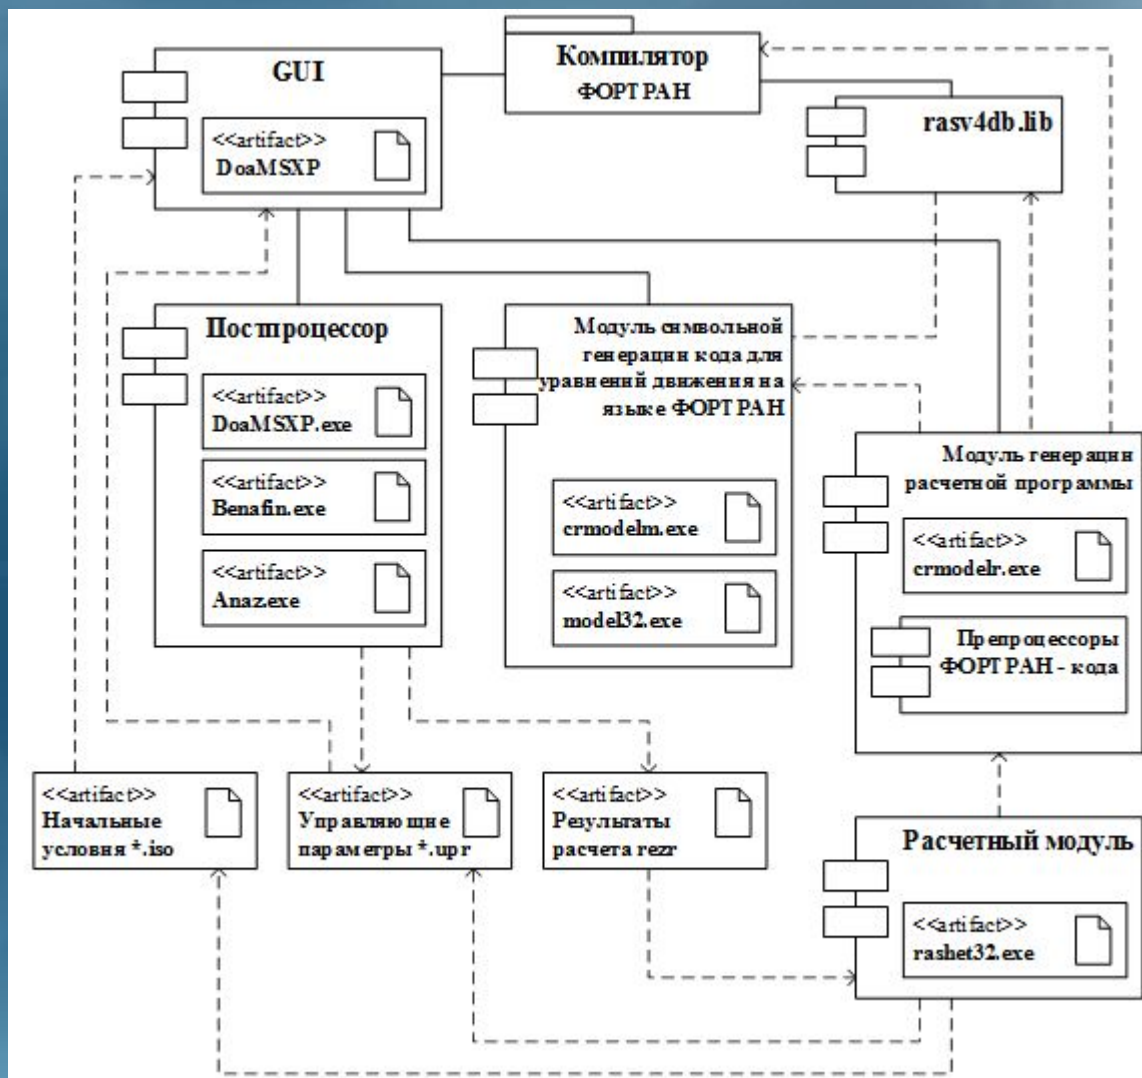 GUI
<<artifact>>
DoaMSXP
Компилятор
ФОРТРАН
rasv4db.lib
Постпроцессор
<<artifact>>
DoaMSXP.exe
<<artifact>>
Benafin.exe
<<artifact>>
Anaz.exe
Модуль символьной
генерации кода для
уравнений движения на
языке ФОРТРАН
<<artifact>>
crmodelm.exe
<<artifact>>
model32.exe
Модуль генерации
расчетной программы
<<artifact>>
crmodelr.exe
Препроцессоры
ФОРТРАН - кода
<<artifact>>
Начальные
условия *.iso
<<artifact>>
Управляющие
параметры *.upr
<<artifact>>
Результаты
расчета rezr
Расчетный модуль
<<artifact>>
rashet32.exe